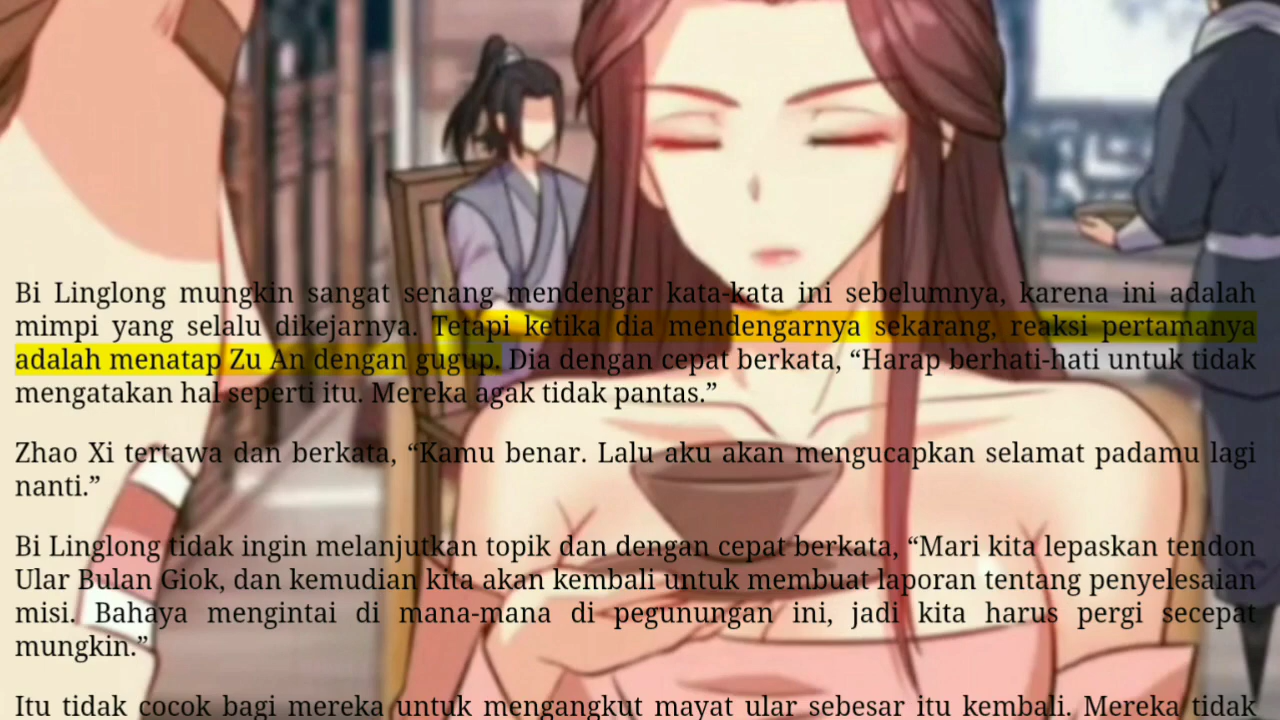 Bi Linglong mungkin sangat senang mendengar kata-kata ini sebelumnya, karena ini adalah
mimpi yang selalu dikejarnya. Tetapi ketika dia mendengarnya sekarang, reaksi pertamanya
adalah menatap Zu An dengan gugup. Dia dengan cepat berkata, “Harap berhati-hati untuk tidak
mengatakan hal seperti itu. Mereka agak tidak pantas.”
Zhao Xi tertawa dan berkata, “Kamu benar. Lalu aku akan mengucapkan selamat padamu lagi
nanti.”
Bi Linglong tidak ingin melanjutkan topik dan dengan cepat berkata, “Mari kita lepaskan tendon
Ular Bulan Giok, dan kemudian kita akan kembali untuk membuat laporan tentang penyelesaian
misi. Bahaya mengintai di mana-mana di pegunungan ini, jadi kita harus pergi secepat
mungkin.”
Itu tidak cocok bagi mereka untuk mengangkut mayat ular sebesar itu kembali. Mereka tidak